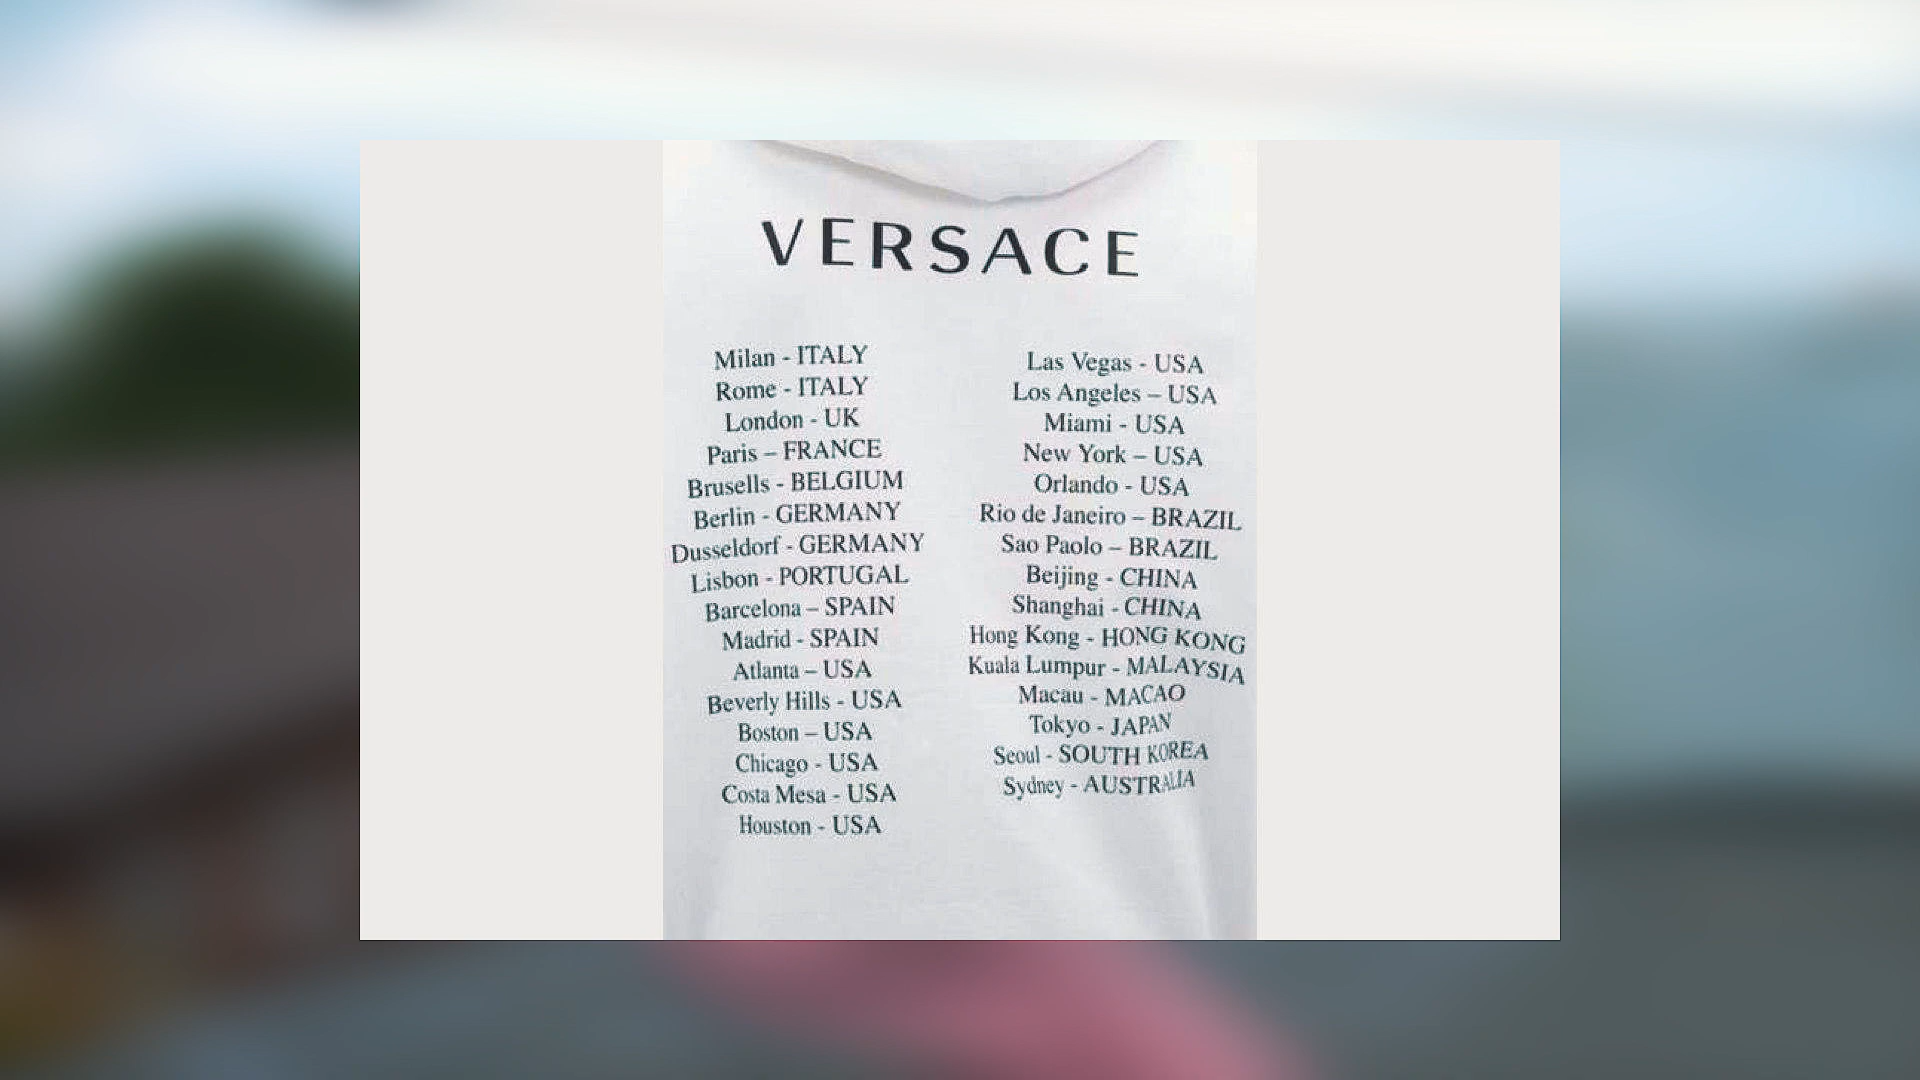 VERSACE
Milan - ITALY
Rome - ITALY
London - UK
Paris – FRANCE
Brusells - BELGIUM
Berlin - GERMANY
Dusseldorf - GERMANY
Lisbon - PORTUGAL
Barcelona – SPAIN
Madrid - SPAIN
Atlanta – USA
Beverly Hills - USA
Boston – USA
Chicago - USA
Costa Mesa - USA
Houston - USA
Las Vegas - USA
Los Angeles – USA
Miami - USA
New York – USA
Orlando - USA
Rio de Janeiro – BRAZIL
Sao Paolo – BRAZIL
Beijing - CHINA
Shanghai - CHINA
Hong Kong - HONG KONG
Kuala Lumpur - MALAYSIA
Macau - MACAO
Tokyo - JAPAN
Seoul - SOUTH KOREA
Sydney - AUSTRALIA